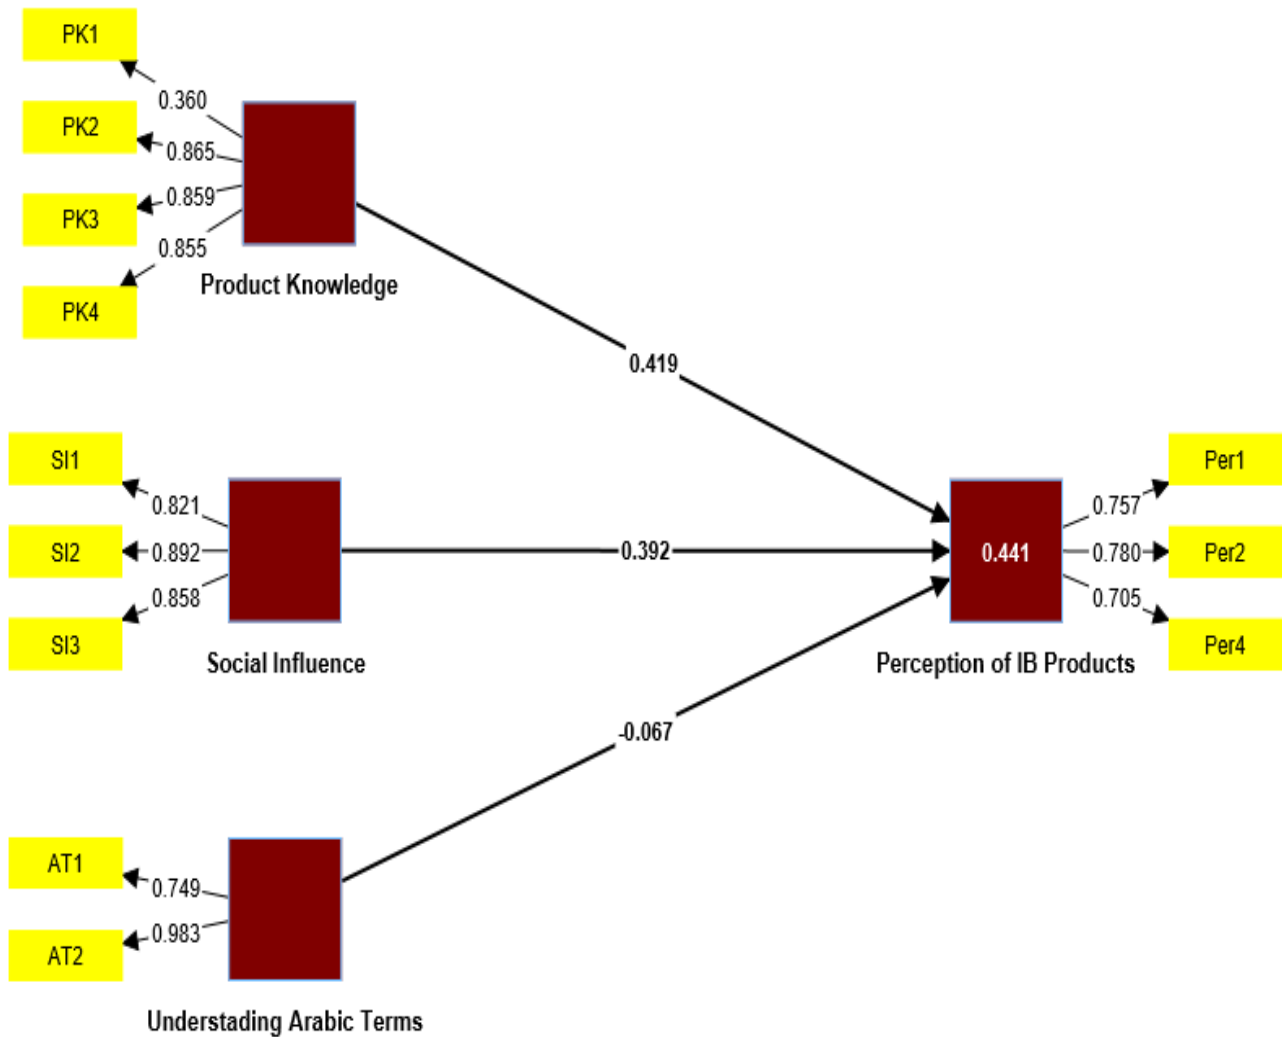 PK1
0.360
PK2
0.865
PK3
0.859
0.855
PK4
Product Knowledge
0.419
SI1
0.821
SI2
0.892
SI3
0.858
Social Influence
0.392
0.441
Perception of IB Products
Per1
0.757
Per2
0.780
0.705
Per4
-0.067
AT1
0.749
0.983
AT2
Understading Arabic Terms